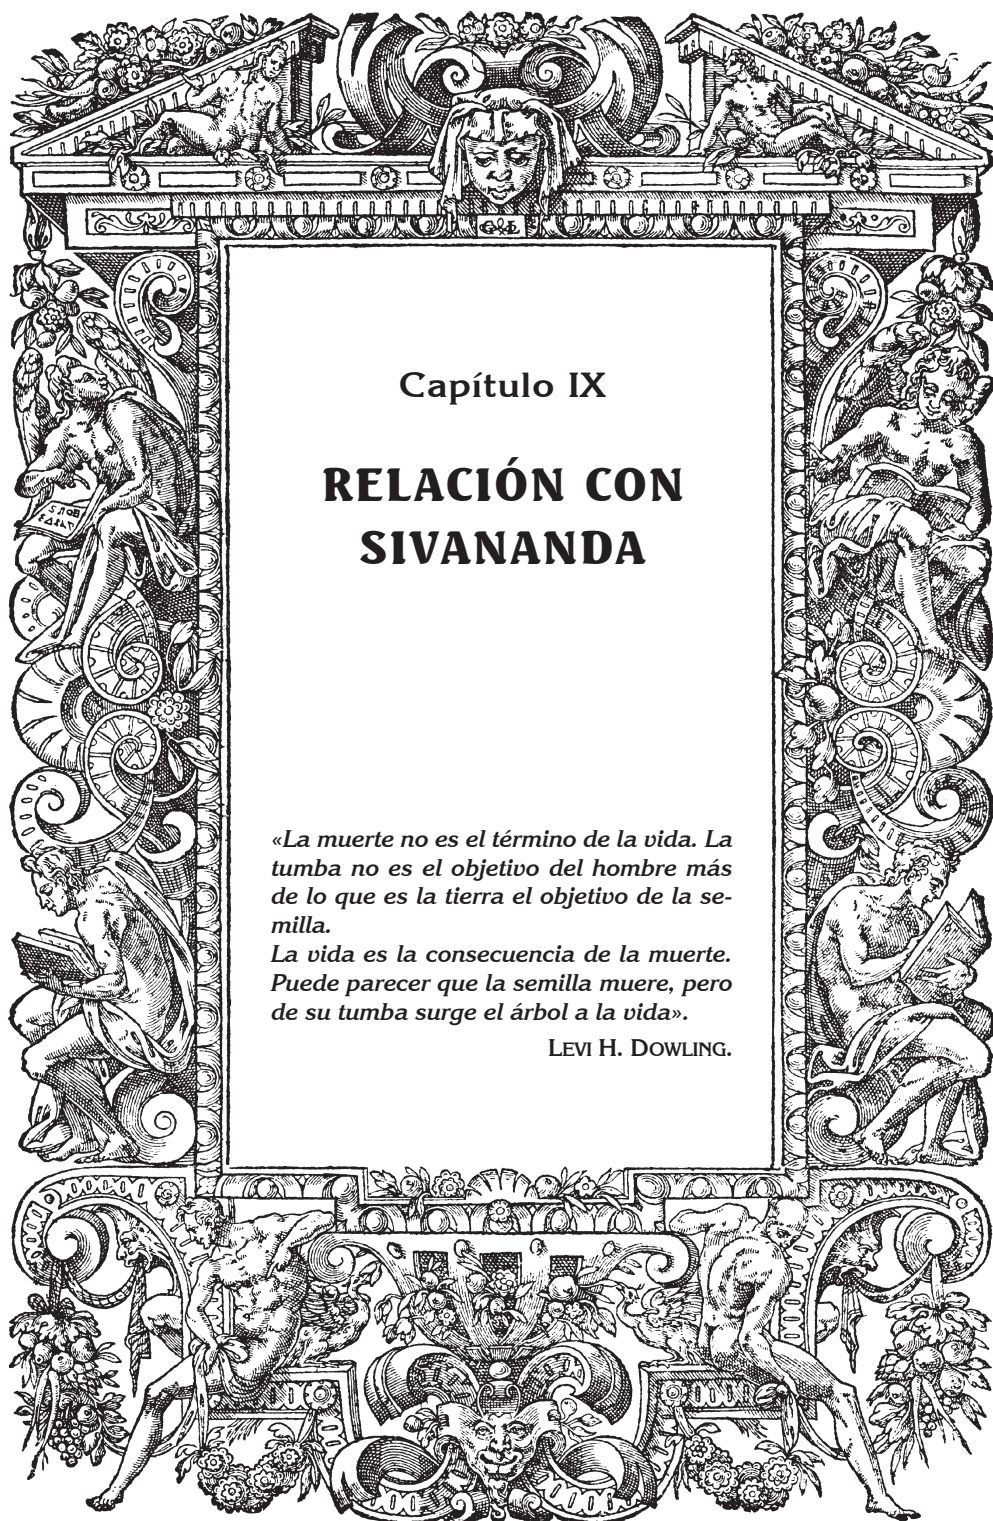 Capítulo IX
RELACIÓN CON
SIVANANDA
«La muerte no es el término de la vida. La
tumba no es el objetivo del hombre más
de lo que es la tierra el objetivo de la se-
milla.
La vida es la consecuencia de la muerte.
Puede parecer que la semilla muere, pero
de su tumba surge el árbol a la vida».
LEVI H. DOWLING.